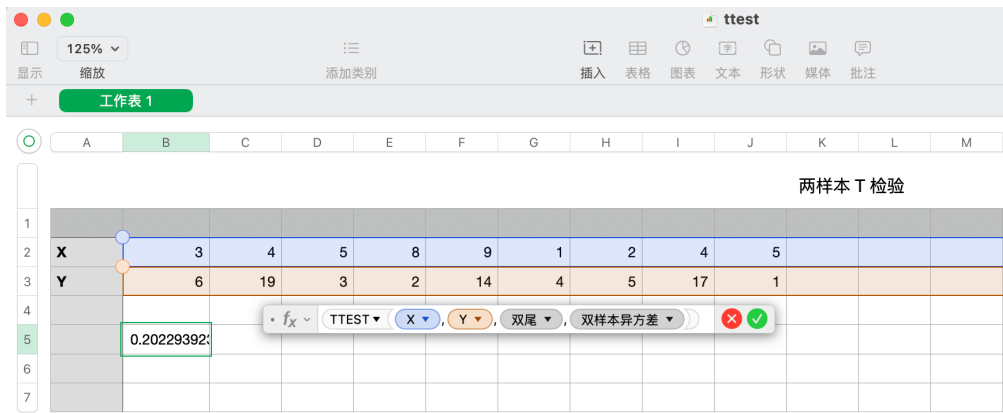 ttest
125%
显示 缩放 添加类别 插入 表格 图表 文本 形状 媒体 批注
工作表 1
A B C D E F G H I J K L M
两样本 T 检验
1
2 X 3 4 5 8 9 1 2 4 5
3 Y 6 19 3 2 14 4 5 17 1
4 fx TTEST ( X , Y , 双尾 , 双样本异方差 )
5 0.20229392
6
7